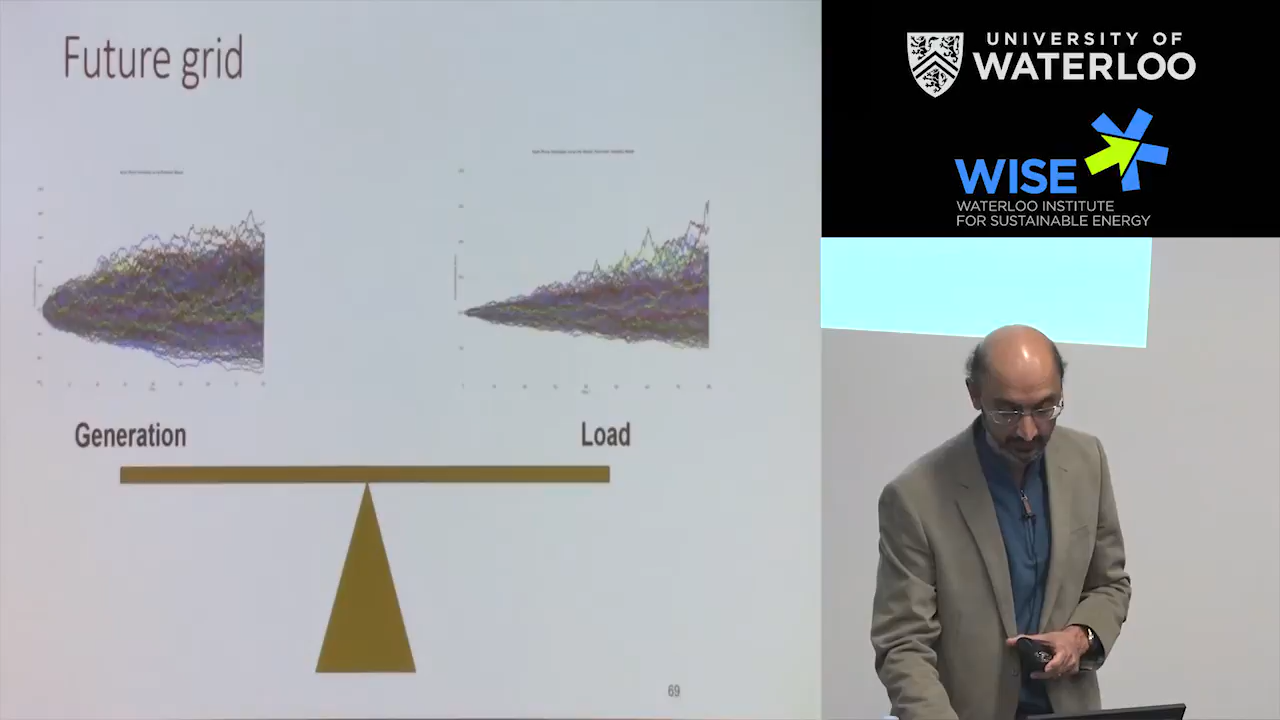 Future grid
Generation
Load
69
UNIVERSITY OF
WATERLOO
WISE
WATERLOO INSTITUTE
FOR SUSTAINABLE ENERGY